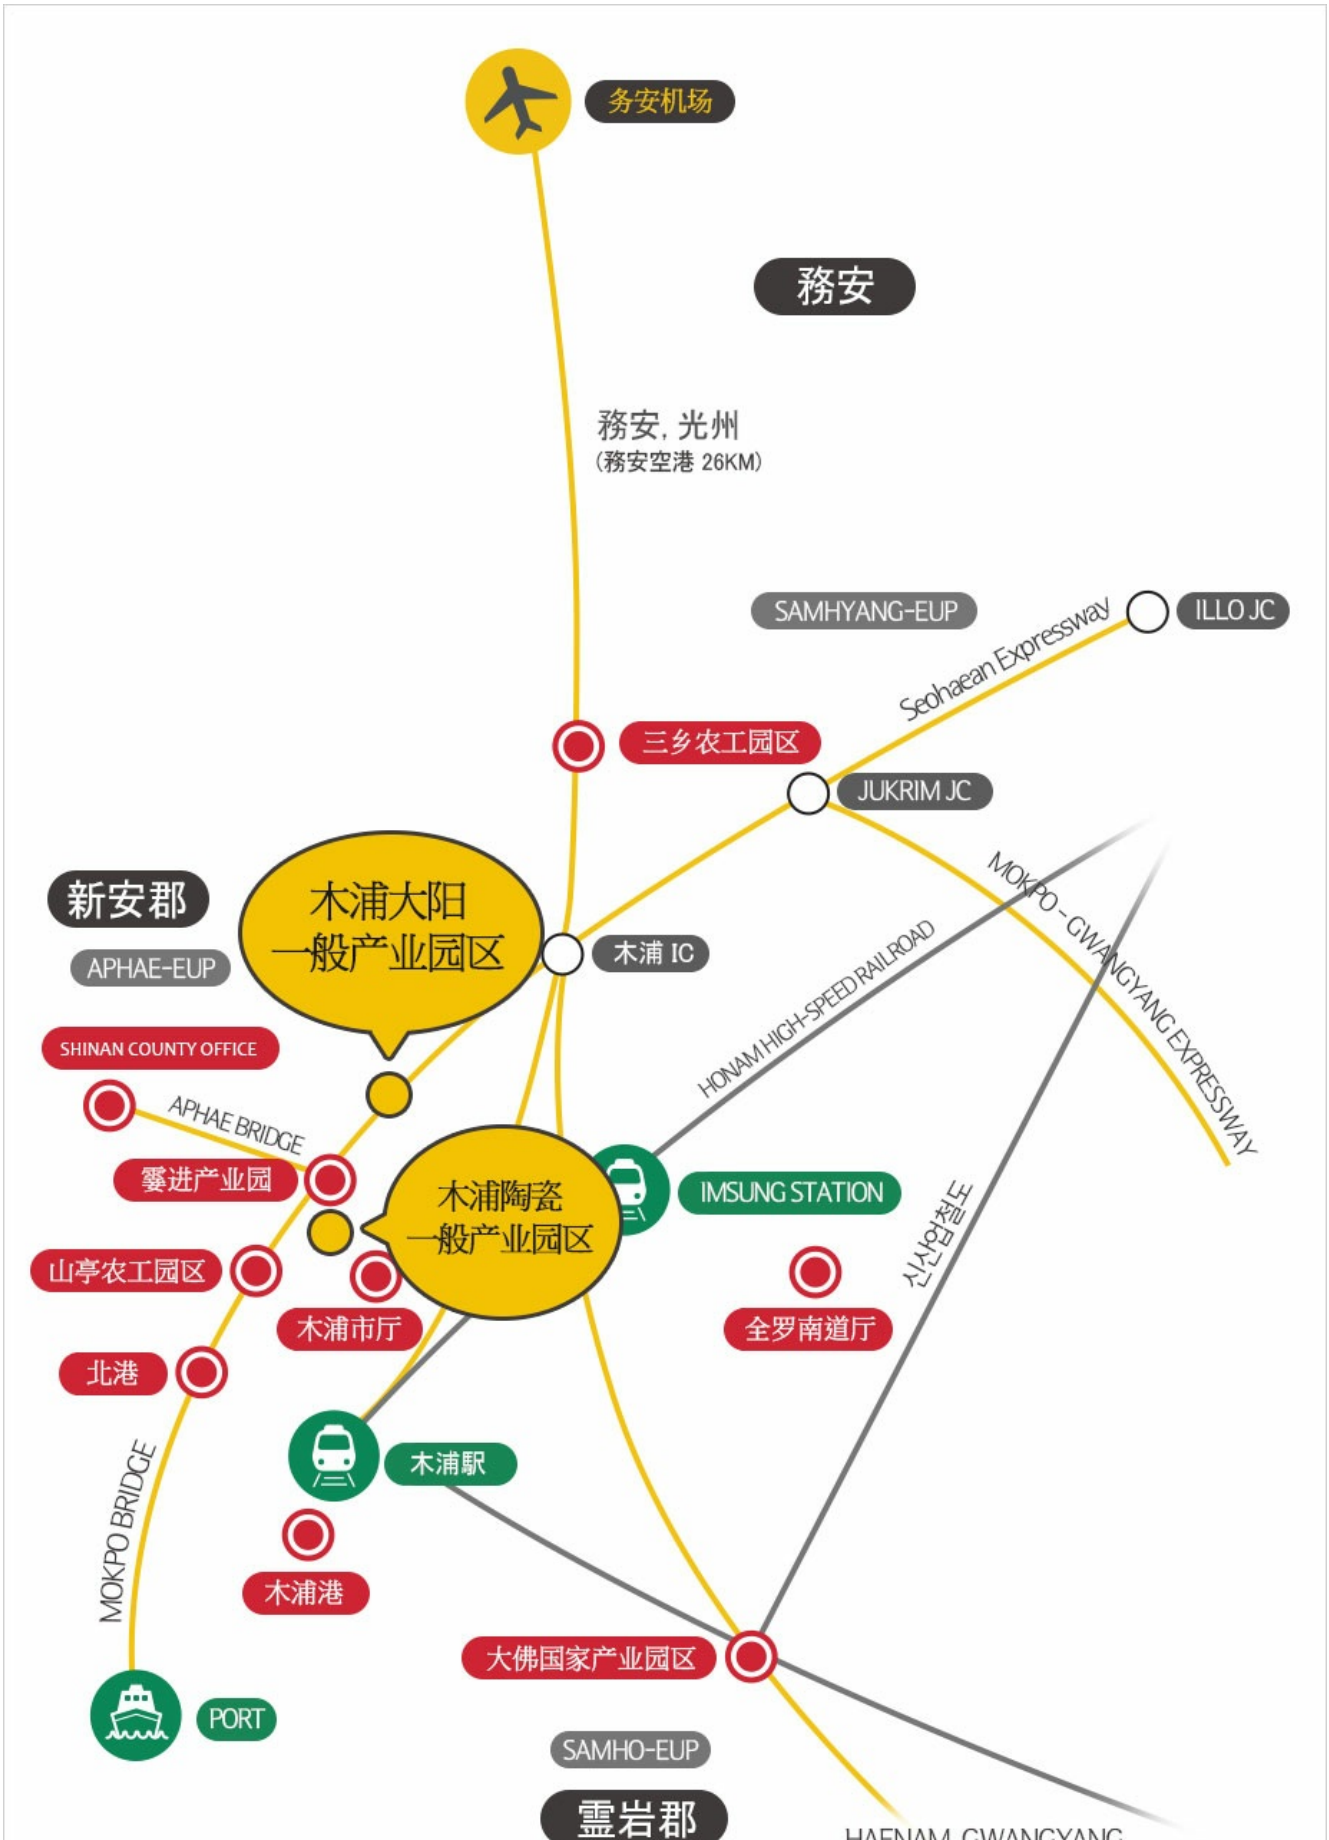 务安机场
務安
務安, 光州
(務安空港 26KM)
SAMHYANG-EUP
ILLO JC
Seohaean Expressway
三乡农工园区
JUKRIM JC
MOKPO - GWANGYANG EXPRESSWAY
新安郡
APHAE-EUP
木浦大阳
一般产业园区
木浦 IC
HONAM HIGH-SPEED RAILROAD
SHINAN COUNTY OFFICE
APHAE BRIDGE
进产业园
木浦陶瓷
一般产业园区
IMSUNG STATION
신산업철도
山亭农工园区
木浦市厅
全罗南道厅
北港
木浦駅
MOKPO BRIDGE
木浦港
大佛国家产业园区
PORT
SAMHO-EUP
霊岩郡
HAENAM, GWANGYANG